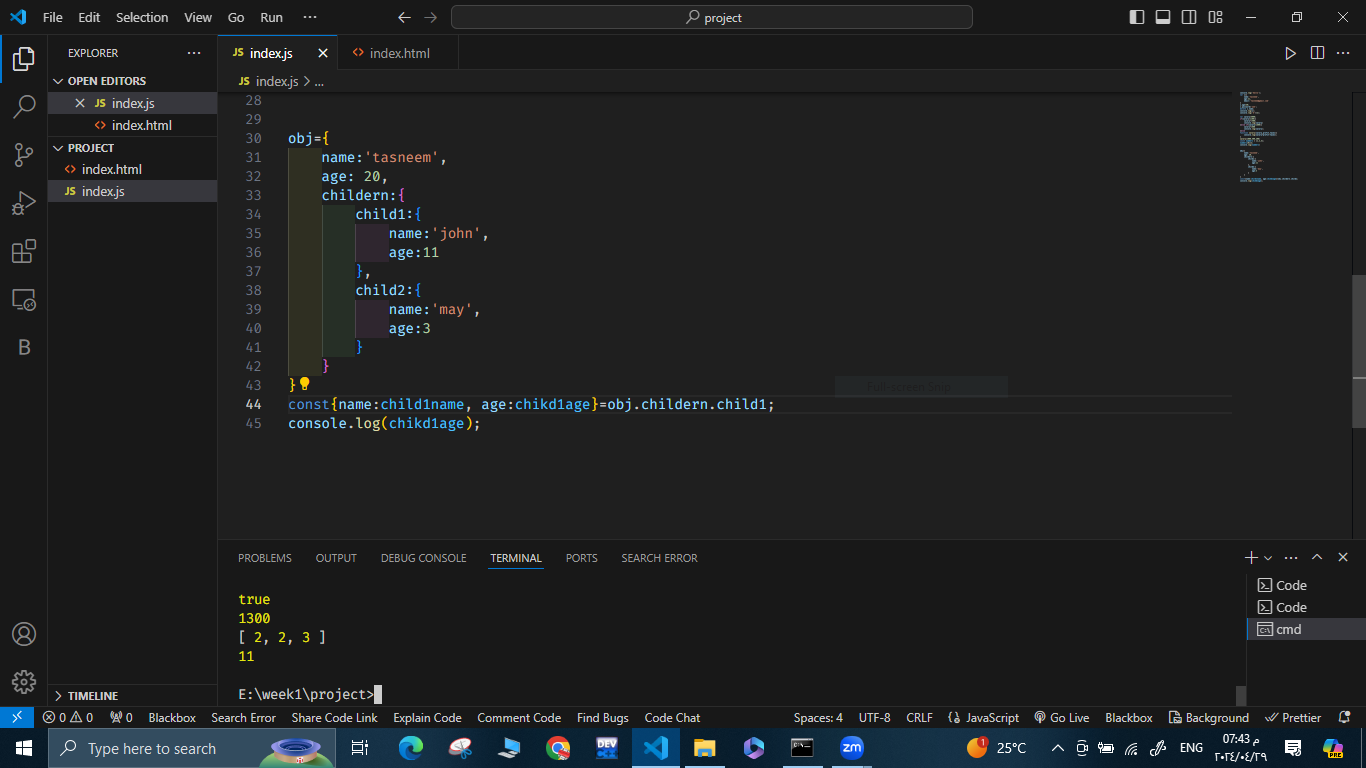 File Edit Selection View Go Run ··· project
EXPLORER ···
OPEN EDITORS
JS index.js
<> index.html
PROJECT
<> index.html
JS index.js
TIMELINE
JS index.js
<> index.html
JS index.js > ...
28
29
30 obj={
31 name:'tasneem',
32 age: 20,
33 childern:{
34 child1:{
35 name:'john',
36 age:11
37 },
38 child2:{
39 name:'may',
40 age:3
41 }
42 }
43 }
44 const{name:child1name, age:chikd1age}=obj.childern.child1;
45 console.log(chikd1age);
Full-screen Snip
PROBLEMS OUTPUT DEBUG CONSOLE TERMINAL PORTS SEARCH ERROR
true
1300
[ 2, 2, 3 ]
11
E:\week1\project>
Code
Code
cmd
0 0 0 Blackbox Search Error Share Code Link Explain Code Comment Code Find Bugs Code Chat Spaces: 4 UTF-8 CRLF JavaScript Go Live Blackbox Background Prettier
Type here to search
DEV
zm
1
25°C
ENG
07:43 م
٢٠٢٤/٠٤/٢٩
PRE